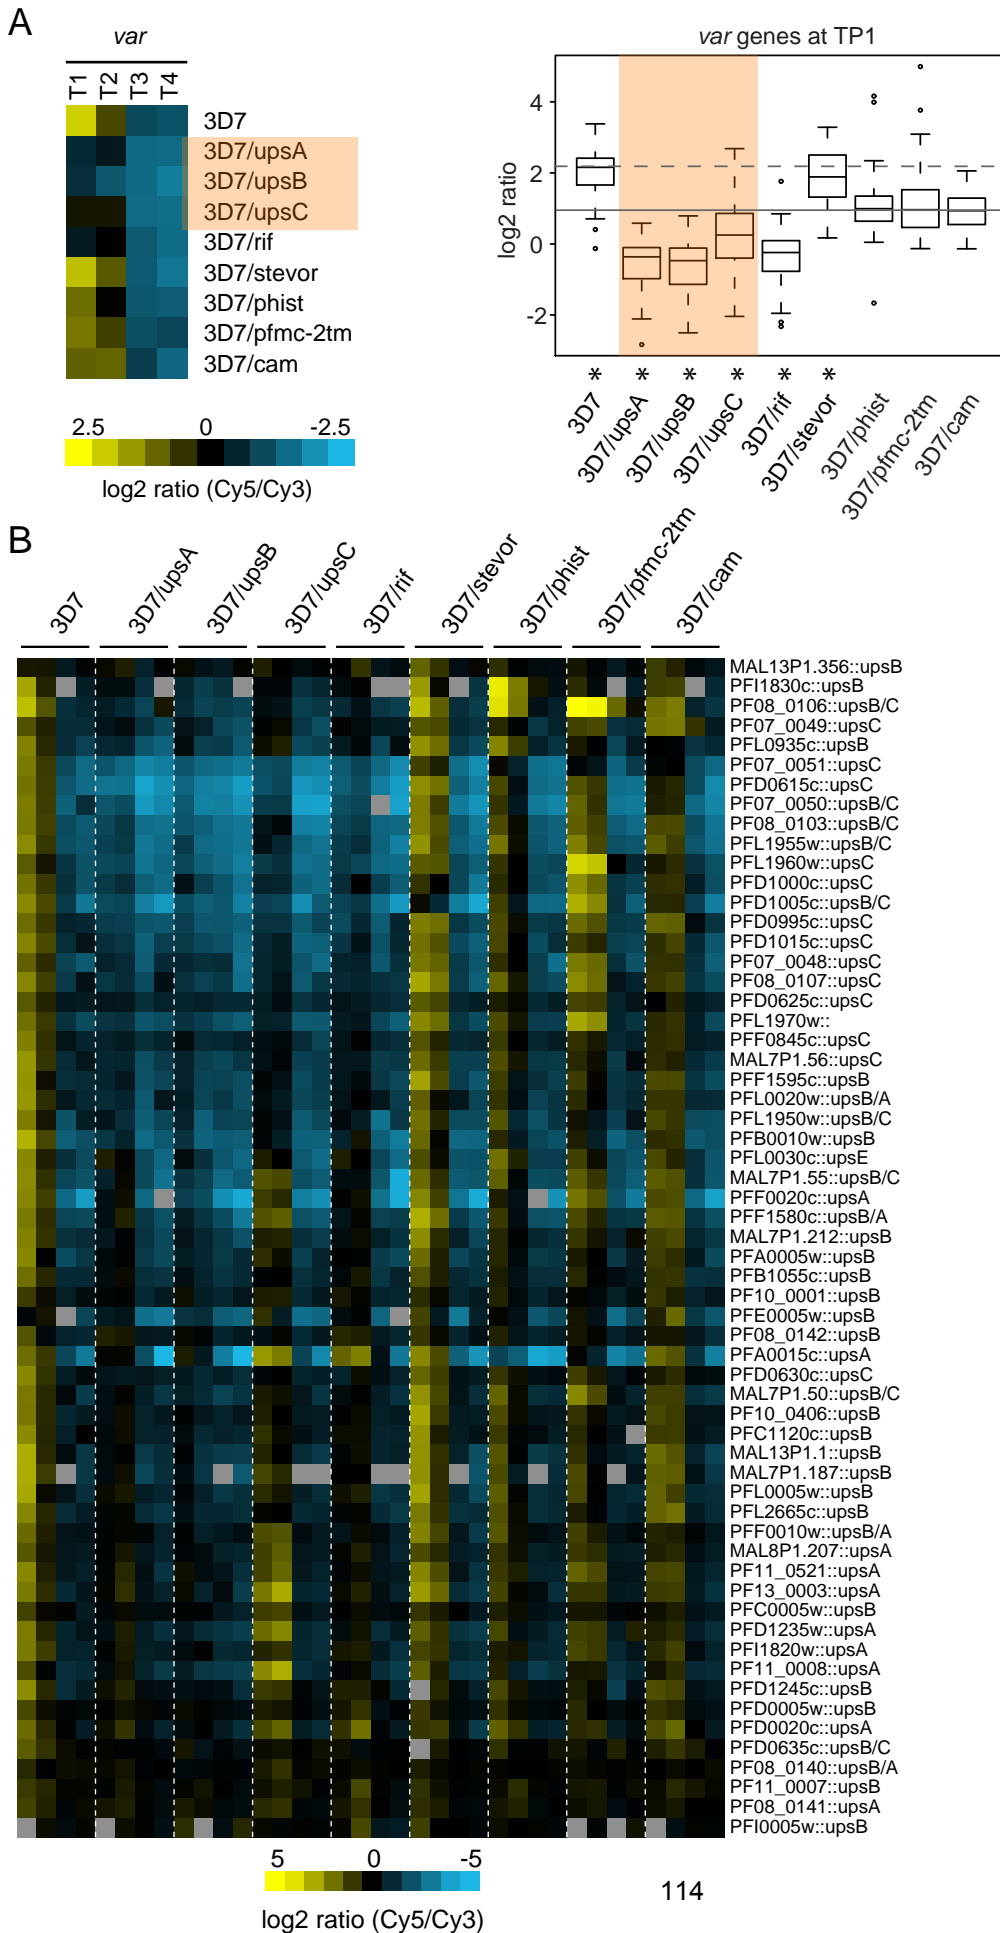 A
var
T1 T2 T3 T4
3D7
3D7/upsA
3D7/upsB
3D7/upsC
3D7/rif
3D7/stevor
3D7/phist
3D7/pfmc-2tm
3D7/cam
2.5 0 -2.5
log2 ratio (Cy5/Cy3)
var genes at TP1
log2 ratio
4
2
0
-2
* * * * * *
3D7
3D7/upsA
3D7/upsB
3D7/upsC
3D7/rif
3D7/stevor
3D7/phist
3D7/pfmc-2tm
3D7/cam
B
3D7
3D7/upsA
3D7/upsB
3D7/upsC
3D7/rif
3D7/stevor
3D7/phist
3D7/pfmc-2tm
3D7/cam
MAL13P1.356::upsB
PFI1830c::upsB
PF08_0106::upsB/C
PF07_0049::upsC
PFL0935c::upsB
PF07_0051::upsC
PFD0615c::upsC
PF07_0050::upsB/C
PF08_0103::upsB/C
PFL1955w::upsB/C
PFL1960w::upsC
PFD1000c::upsC
PFD1005c::upsB/C
PFD0995c::upsC
PFD1015c::upsC
PF07_0048::upsC
PF08_0107::upsC
PFD0625c::upsC
PFL1970w::
PFF0845c::upsC
MAL7P1.56::upsC
PFF1595c::upsB
PFL0020w::upsB/A
PFL1950w::upsB/C
PFB0010w::upsB
PFL0030c::upsE
MAL7P1.55::upsB/C
PFF0020c::upsA
PFF1580c::upsB/A
MAL7P1.212::upsB
PFA0005w::upsB
PFB1055c::upsB
PF10_0001::upsB
PFE0005w::upsB
PF08_0142::upsB
PFA0015c::upsA
PFD0630c::upsC
MAL7P1.50::upsB/C
PF10_0406::upsB
PFC1120c::upsB
MAL13P1.1::upsB
MAL7P1.187::upsB
PFL0005w::upsB
PFL2665c::upsB
PFF0010w::upsB/A
MAL8P1.207::upsA
PF11_0521::upsA
PF13_0003::upsA
PFC0005w::upsB
PFD1235w::upsA
PFI1820w::upsA
PF11_0008::upsA
PFD1245c::upsB
PFD0005w::upsB
PFD0020c::upsA
PFD0635c::upsB/C
PF08_0140::upsB/A
PF11_0007::upsB
PF08_0141::upsA
PFI0005w::upsB
5 0 -5
log2 ratio (Cy5/Cy3)
114